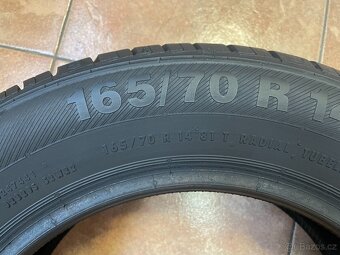 165/70 R 1
165/70 R 14 81 T RADIAL TUBEL
bazos.cz